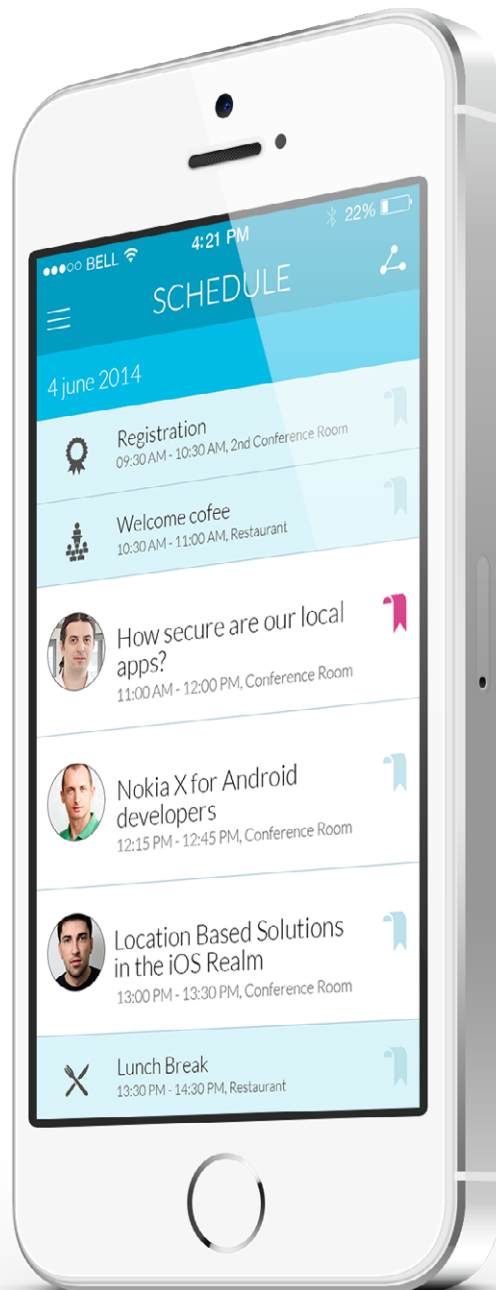 BELL 4:21 PM 22%
SCHEDULE
4 june 2014
Registration
09:30 AM - 10:30 AM, 2nd Conference Room
Welcome cofee
10:30 AM - 11:00 AM, Restaurant
How secure are our local
apps?
11:00 AM - 12:00 PM, Conference Room
Nokia X for Android
developers
12:15 PM - 12:45 PM, Conference Room
Location Based Solutions
in the iOS Realm
13:00 PM - 13:30 PM, Conference Room
Lunch Break
13:30 PM - 14:30 PM, Restaurant